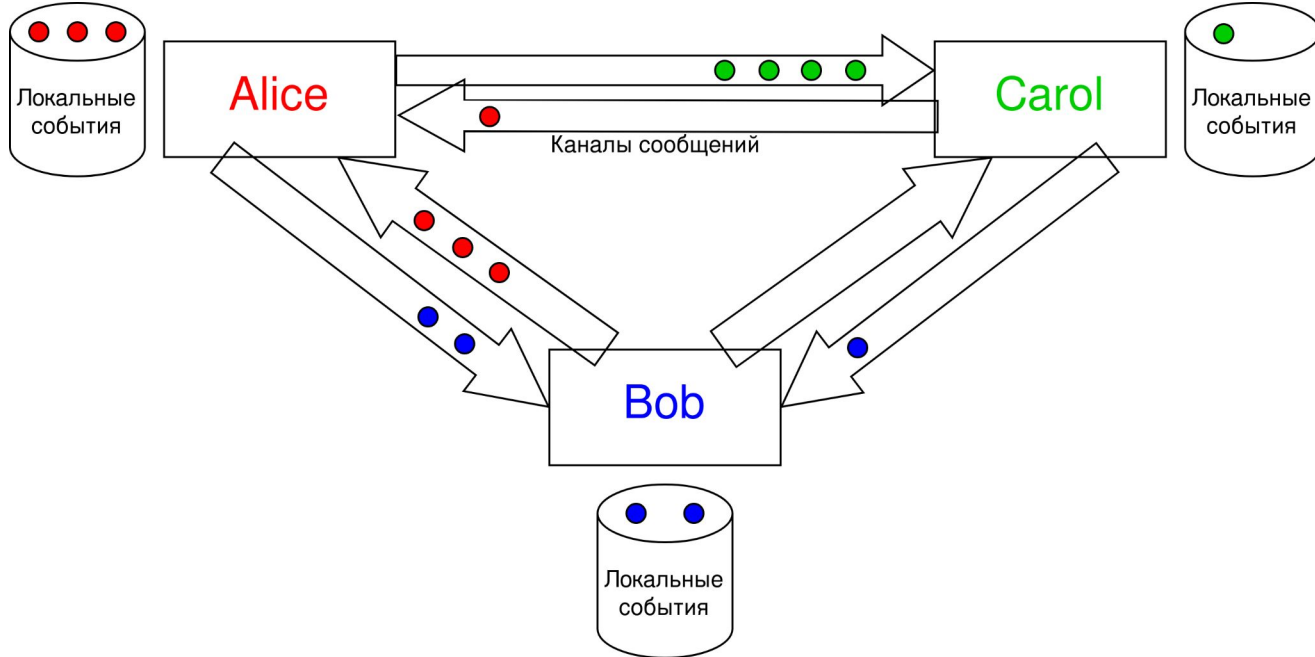 Alice
Carol
Локальные
события
Локальные
события
Каналы сообщений
Bob
Локальные
события